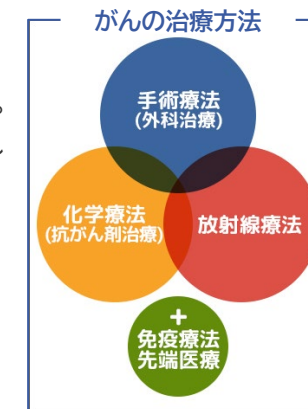 がんの治療方法
手術療法
(外科治療)
化学療法
(抗がん剤治療)
放射線療法
+
免疫療法
先端医療